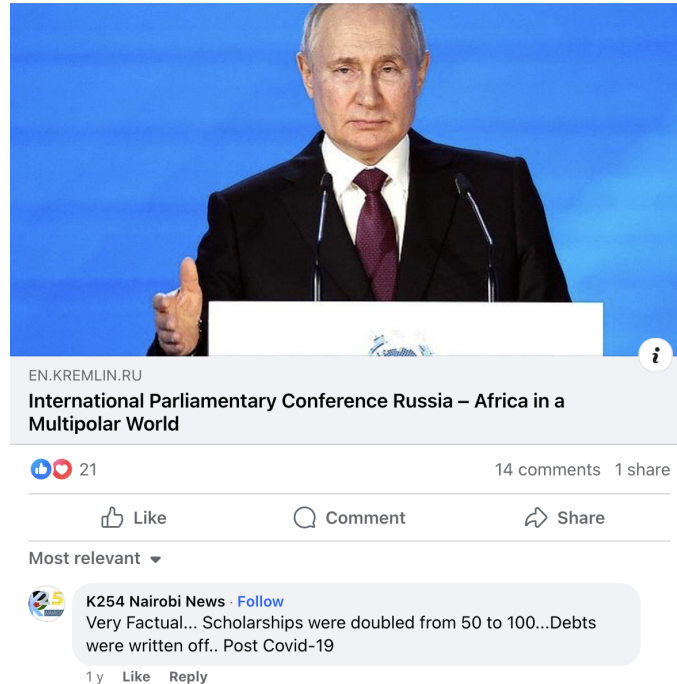 EN.KREMLIN.RU
International Parliamentary Conference Russia – Africa in a
Multipolar World
21
14 comments 1 share
Like
Comment
Share
Most relevant
K254 Nairobi News · Follow
Very Factual... Scholarships were doubled from 50 to 100...Debts
were written off.. Post Covid-19
1 y Like Reply